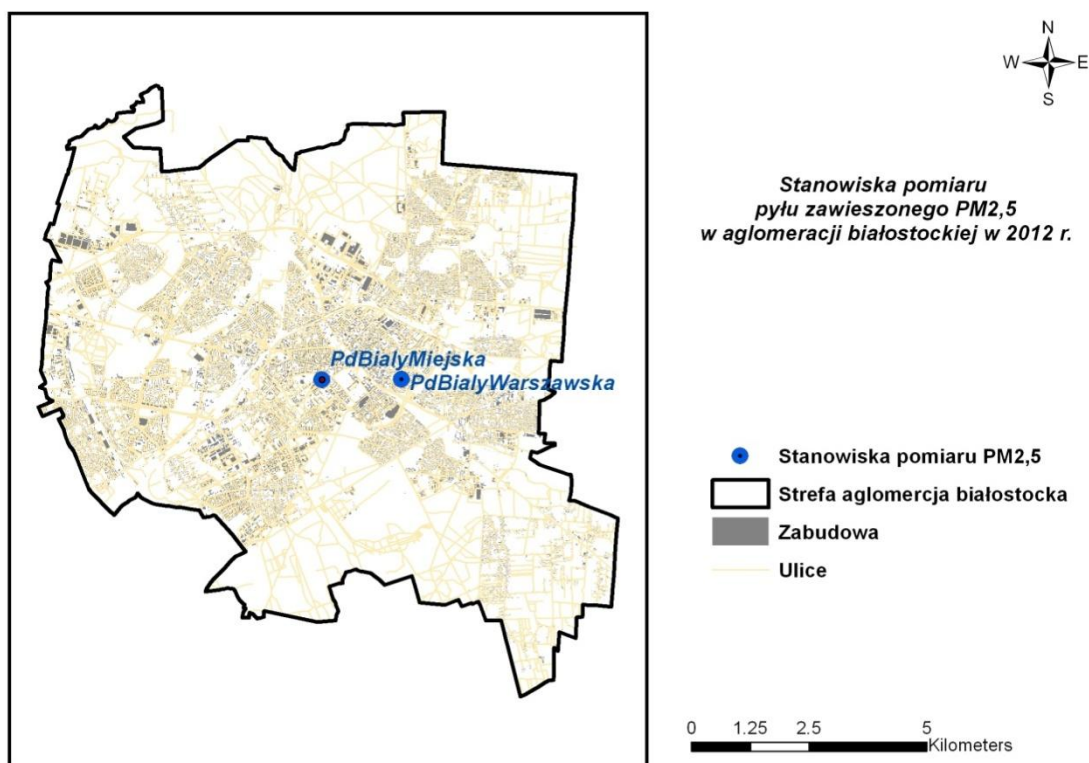 N
W E
S
Stanowiska pomiaru
pyłu zawieszonego PM2,5
w aglomeracji białostockiej w 2012 r.
PdBialyMiejska
PdBialyWarszawska
Stanowiska pomiaru PM2,5
Strefa aglomercja białostocka
Zabudowa
Ulice
0 1.25 2.5 5
Kilometers